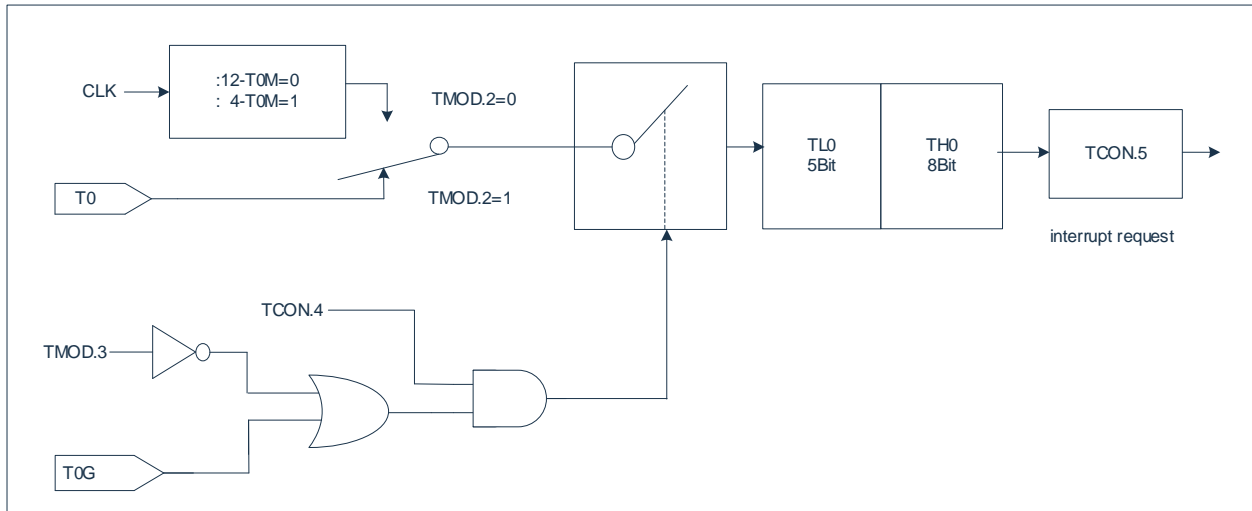 :12-T0M=0
: 4-T0M=1
CLK
TMOD.2=0
T0
TMOD.2=1
TL0
5Bit
TH0
8Bit
TCON.5
interrupt request
TCON.4
TMOD.3
T0G